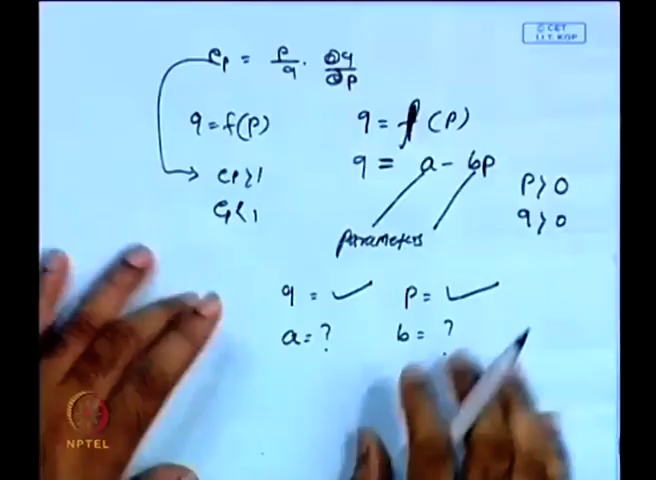 © CET
I.I.T. KGP
eₚ = p/q · ∂q/∂p
q = f(p)
q = f(p)
q = a - bp
eₚ > 1
eₚ < 1
p > 0
q > 0
parameters
q = ✓ p = ✓
a = ? b = ?
NPTEL